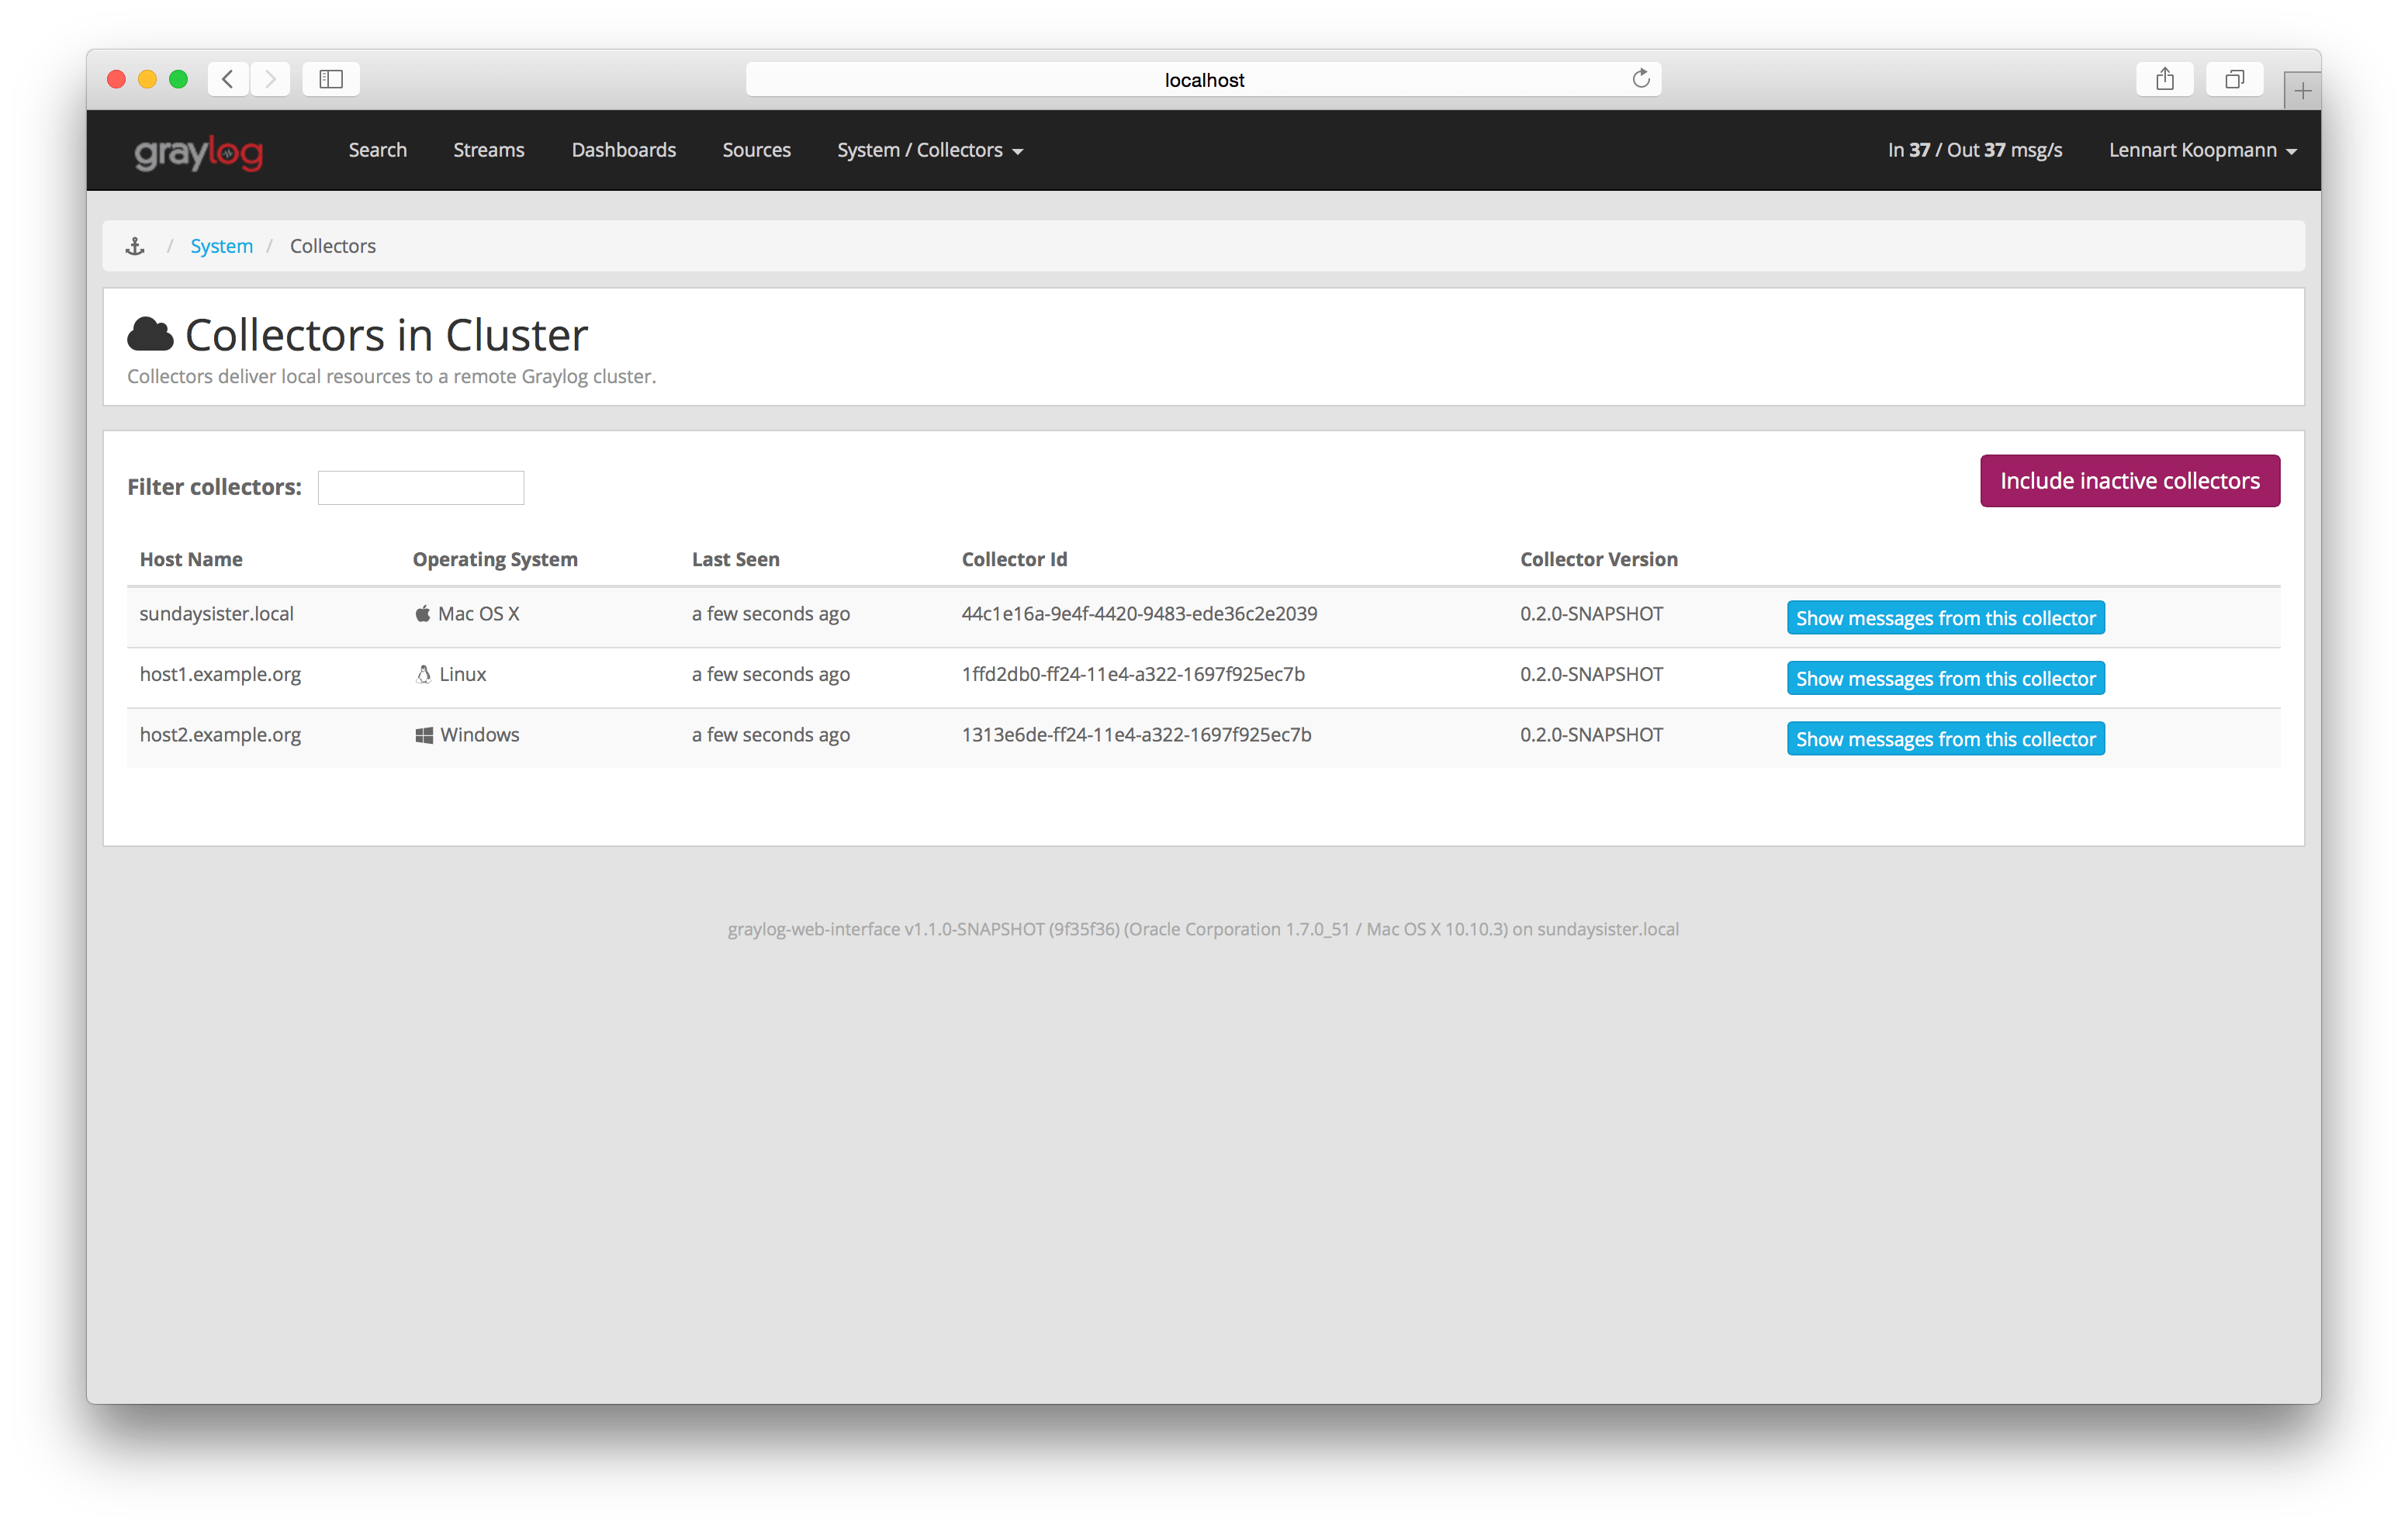 localhost
graylog Search Streams Dashboards Sources System / Collectors In 37 / Out 37 msg/s Lennart Koopmann
/ System / Collectors
Collectors in Cluster
Collectors deliver local resources to a remote Graylog cluster.
Filter collectors: Include inactive collectors
Host Name Operating System Last Seen Collector Id Collector Version
sundaysister.local Mac OS X a few seconds ago 44c1e16a-9e4f-4420-9483-ede36c2e2039 0.2.0-SNAPSHOT Show messages from this collector
host1.example.org Linux a few seconds ago 1ffd2db0-ff24-11e4-a322-1697f925ec7b 0.2.0-SNAPSHOT Show messages from this collector
host2.example.org Windows a few seconds ago 1313e6de-ff24-11e4-a322-1697f925ec7b 0.2.0-SNAPSHOT Show messages from this collector
graylog-web-interface v1.1.0-SNAPSHOT (9f35f36) (Oracle Corporation 1.7.0_51 / Mac OS X 10.10.3) on sundaysister.local